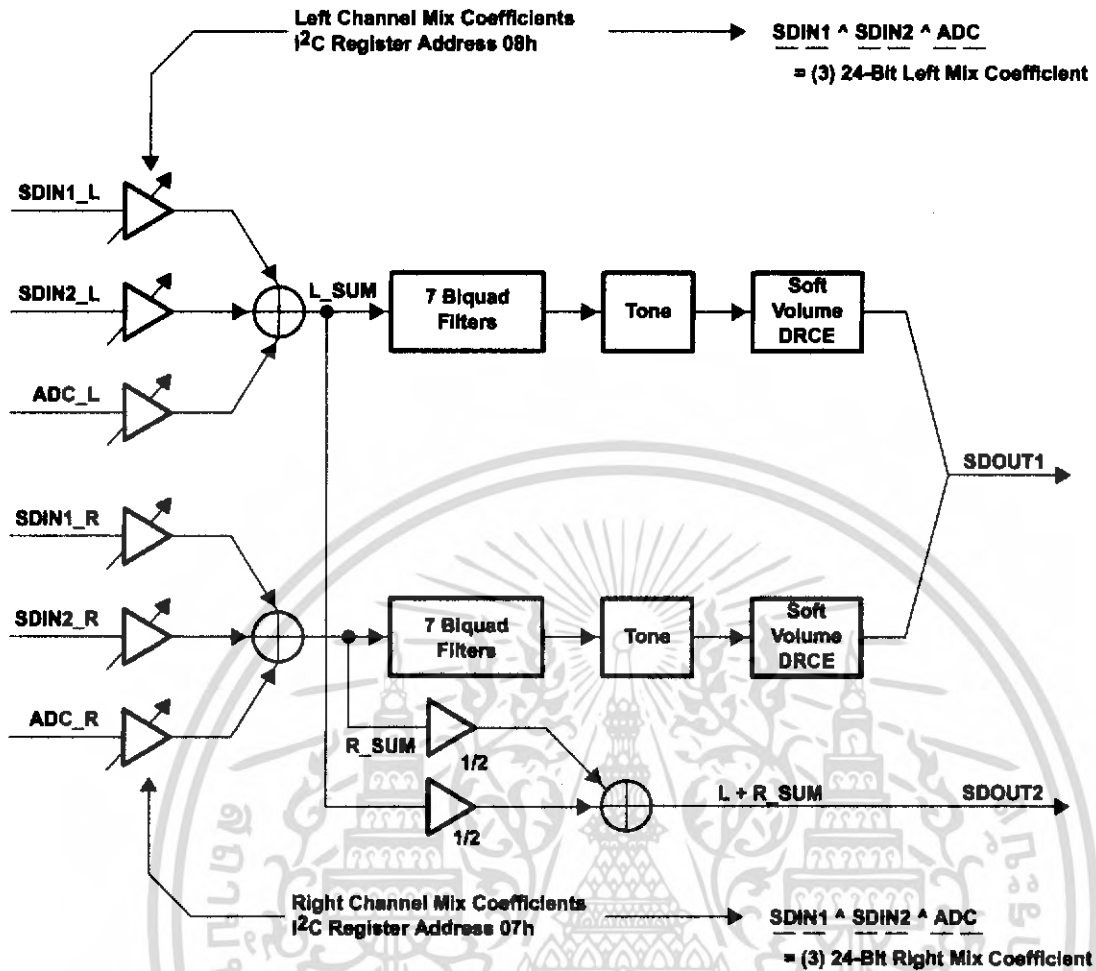 Left Channel Mix Coefficients
I2C Register Address 08h
SDIN1 ^ SDIN2 ^ ADC
= (3) 24-Bit Left Mix Coefficient
SDIN1_L
SDIN2_L
ADC_L
L_SUM
7 Biquad
Filters
Tone
Soft
Volume
DRCE
SDOUT1
SDIN1_R
SDIN2_R
ADC_R
7 Biquad
Filters
Tone
Soft
Volume
DRCE
R_SUM
1/2
1/2
L + R_SUM
SDOUT2
Right Channel Mix Coefficients
I2C Register Address 07h
SDIN1 ^ SDIN2 ^ ADC
= (3) 24-Bit Right Mix Coefficient